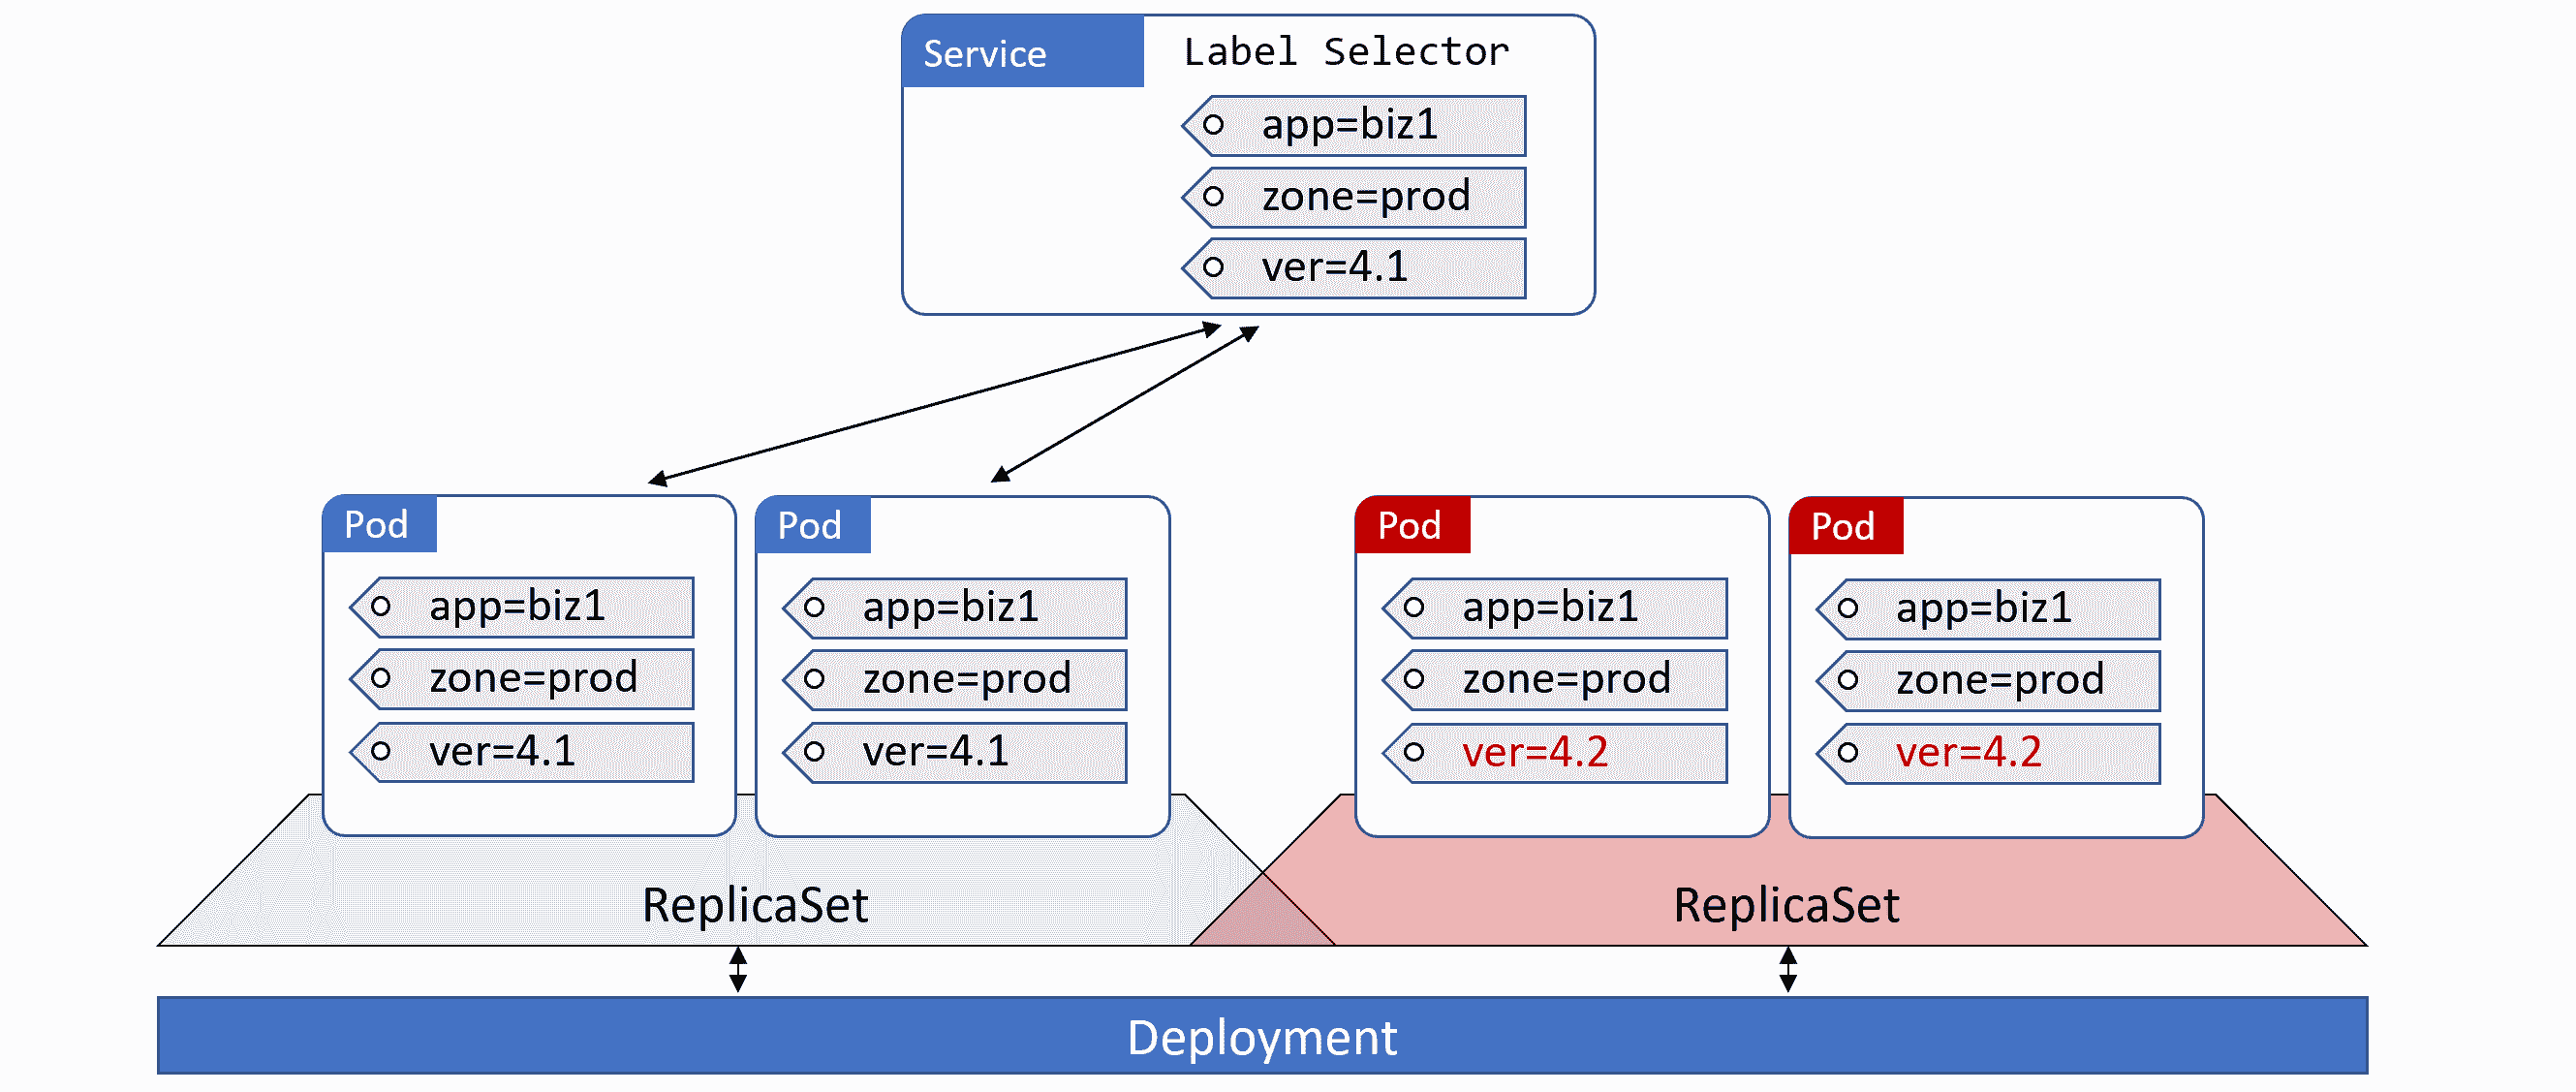 Service
Label Selector
app=biz1
zone=prod
ver=4.1
Pod
app=biz1
zone=prod
ver=4.1
Pod
app=biz1
zone=prod
ver=4.1
Pod
app=biz1
zone=prod
ver=4.2
Pod
app=biz1
zone=prod
ver=4.2
ReplicaSet
ReplicaSet
Deployment